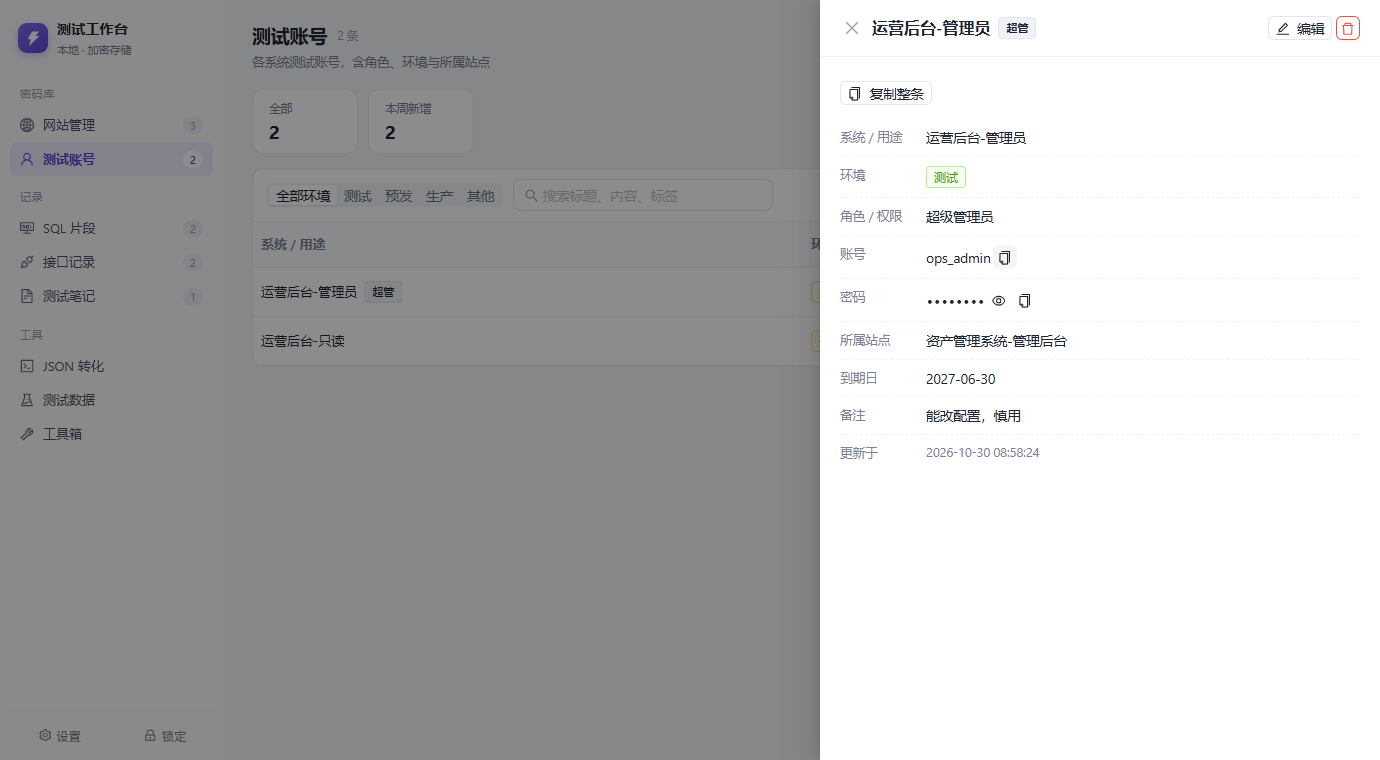 测试工作台
本地 · 加密存储
密码库
网站管理 3
测试账号 2
记录
SQL 片段 2
接口记录 2
测试笔记 1
工具
JSON 转化
测试数据
工具箱
设置 锁定
测试账号 2 条
各系统测试账号，含角色、环境与所属站点
全部 本周新增
2 2
全部环境 测试 预发 生产 其他 搜索标题、内容、标签
系统 / 用途
运营后台-管理员 超管
运营后台-只读
运营后台-管理员 超管 编辑
复制整条
系统 / 用途 运营后台-管理员
环境 测试
角色 / 权限 超级管理员
账号 ops_admin
密码 ••••••••
所属站点 资产管理系统-管理后台
到期日 2027-06-30
备注 能改配置，慎用
更新于 2026-10-30 08:58:24